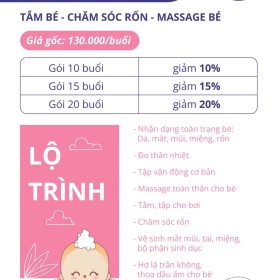 TẮM BÉ - CHĂM SÓC RỐN - MASSAGE BÉ
Giá gốc: 130.000/buổi
Gói 10 buổi giảm 10%
Gói 15 buổi giảm 15%
Gói 20 buổi giảm 20%
LỘ
TRÌNH
- Nhận dạng toàn trạng bé:
Da, mắt, mũi, miệng, rốn
- Đo thân nhiệt
- Tập vận động cơ bản
- Massage toàn thân cho bé
- Tắm, tập cho bơi
- Chăm sóc rốn
- Vệ sinh mắt mũi, tai, miệng,
bộ phận sinh dục
- Hơ lá trần không,
thoa dầu ấm cho bé